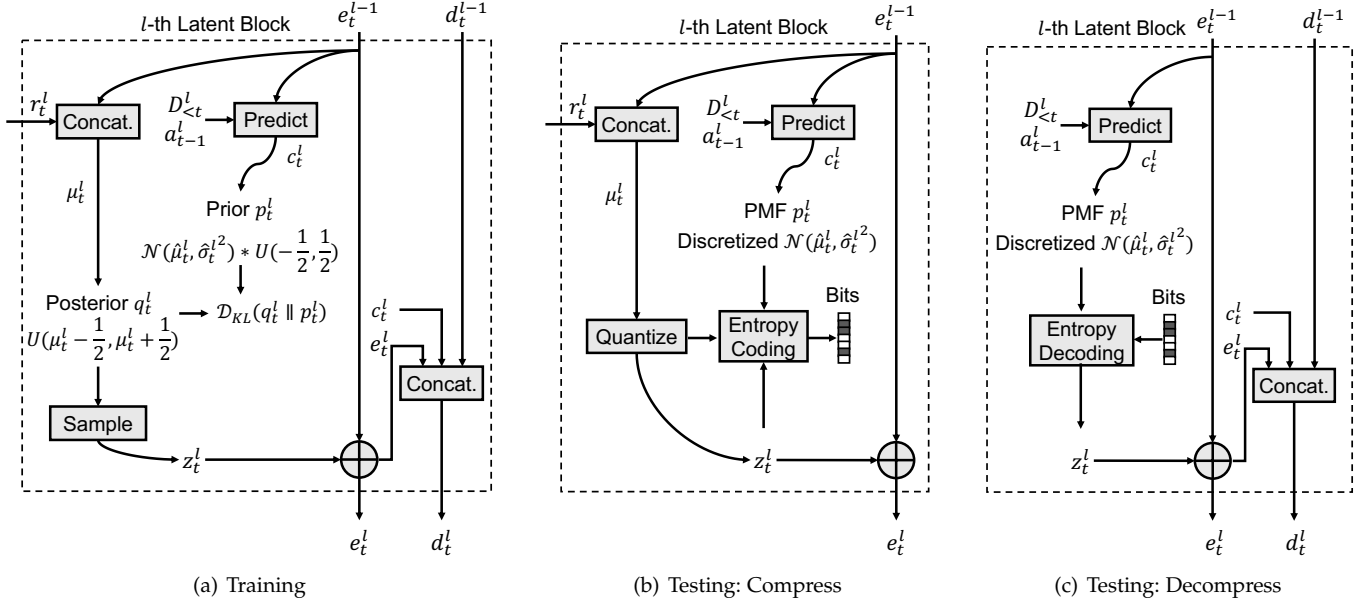 l-th Latent Block
e_t^{l-1}
d_t^{l-1}
r_t^l
Concat.
D_{<t}^l
a_{t-1}^l
Predict
c_t^l
μ_t^l
Prior p_t^l
𝒩(μ̂_t^l, σ̂_t^{l2}) * U(-1/2, 1/2)
Posterior q_t^l
U(μ_t^l - 1/2, μ_t^l + 1/2)
𝒟_{KL}(q_t^l ∥ p_t^l)
c_t^l
e_t^l
Concat.
Sample
z_t^l
e_t^l
d_t^l
(a) Training
l-th Latent Block
e_t^{l-1}
r_t^l
Concat.
D_{<t}^l
a_{t-1}^l
Predict
c_t^l
μ_t^l
PMF p_t^l
Discretized 𝒩(μ̂_t^l, σ̂_t^{l2})
Bits
Quantize
Entropy
Coding
z_t^l
e_t^l
(b) Testing: Compress
l-th Latent Block
e_t^{l-1}
d_t^{l-1}
D_{<t}^l
a_{t-1}^l
Predict
c_t^l
PMF p_t^l
Discretized 𝒩(μ̂_t^l, σ̂_t^{l2})
Bits
Entropy
Decoding
c_t^l
e_t^l
Concat.
z_t^l
e_t^l
d_t^l
(c) Testing: Decompress